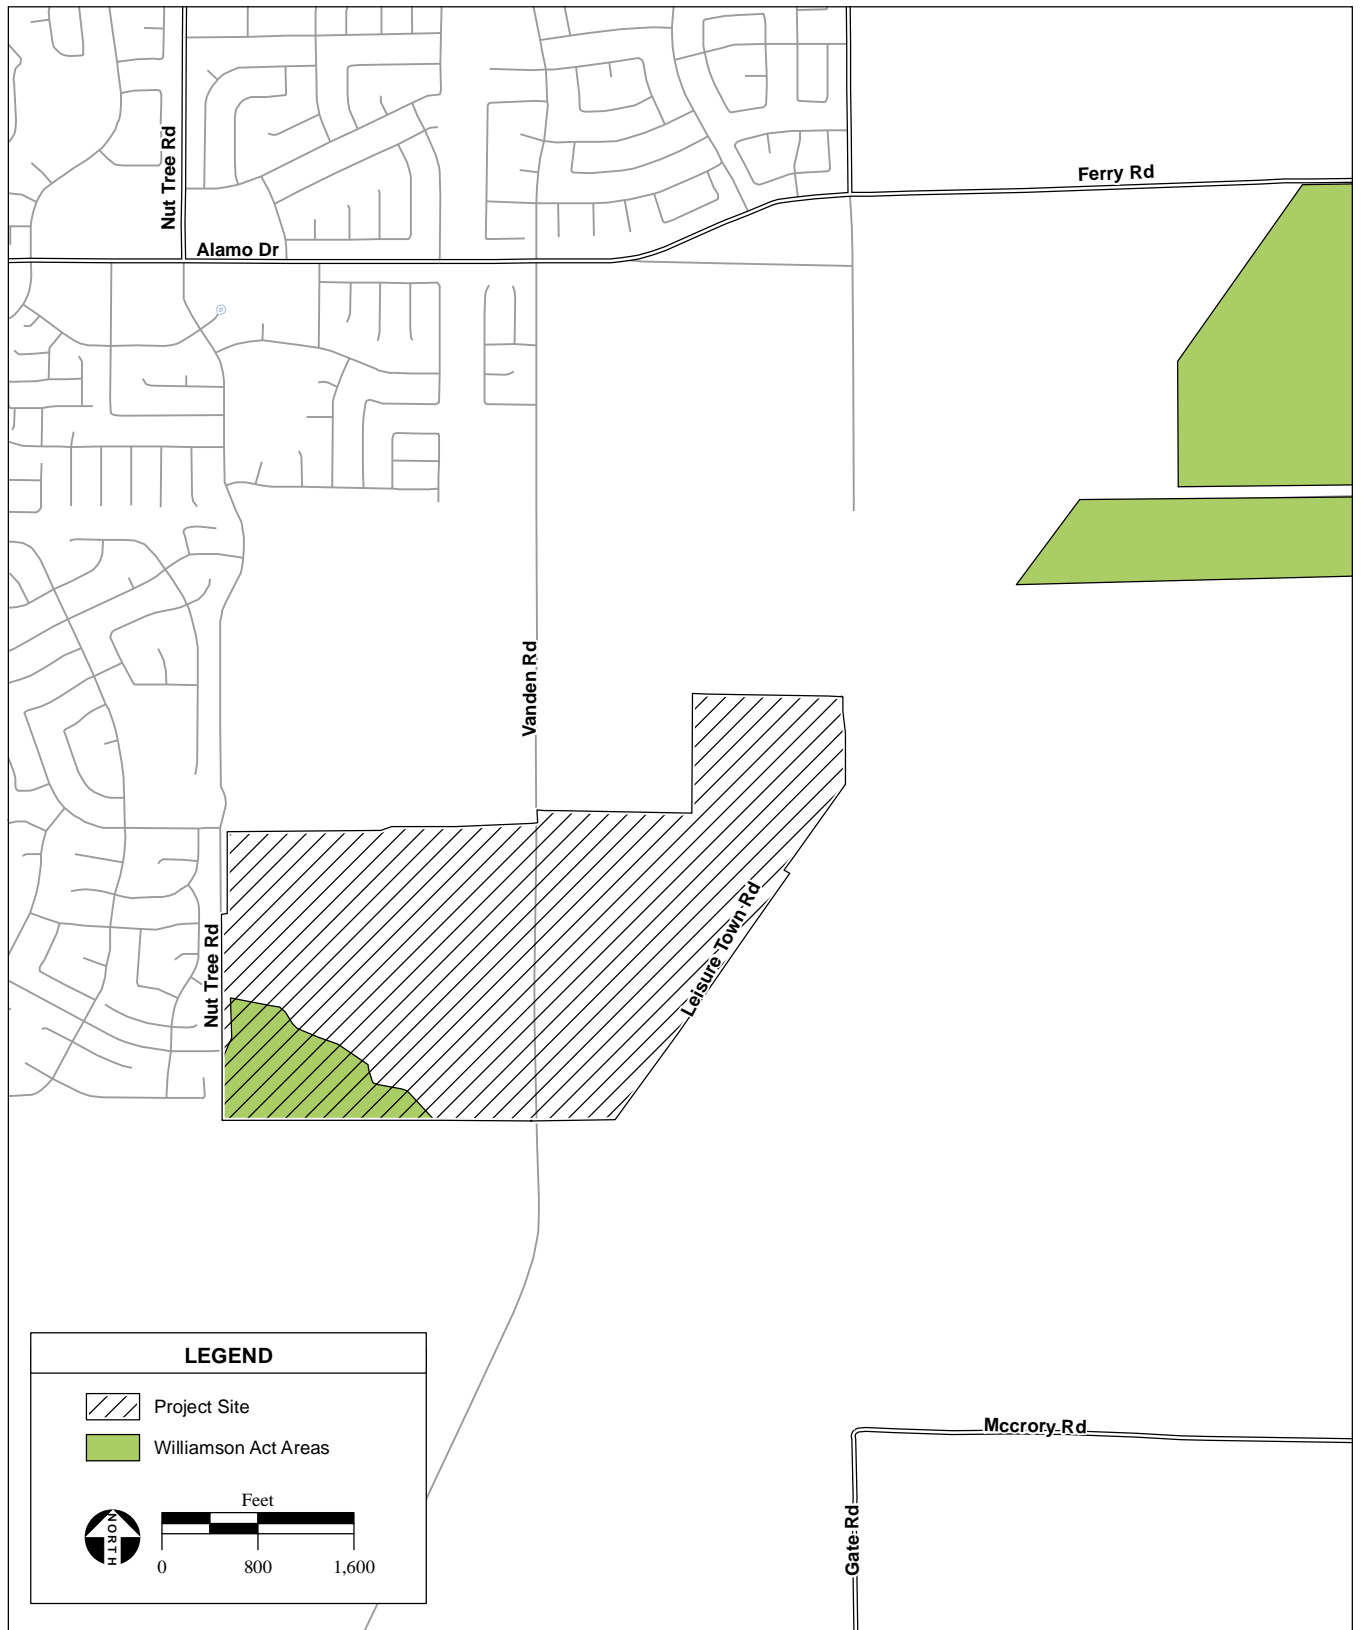 Nut Tree Rd
Ferry Rd
Alamo Dr
Vanden Rd
Leisure Town Rd
Nut Tree Rd
LEGEND
Project Site
Williamson Act Areas
Feet
NORTH
0 800 1,600
Mccrory Rd
Gate Rd